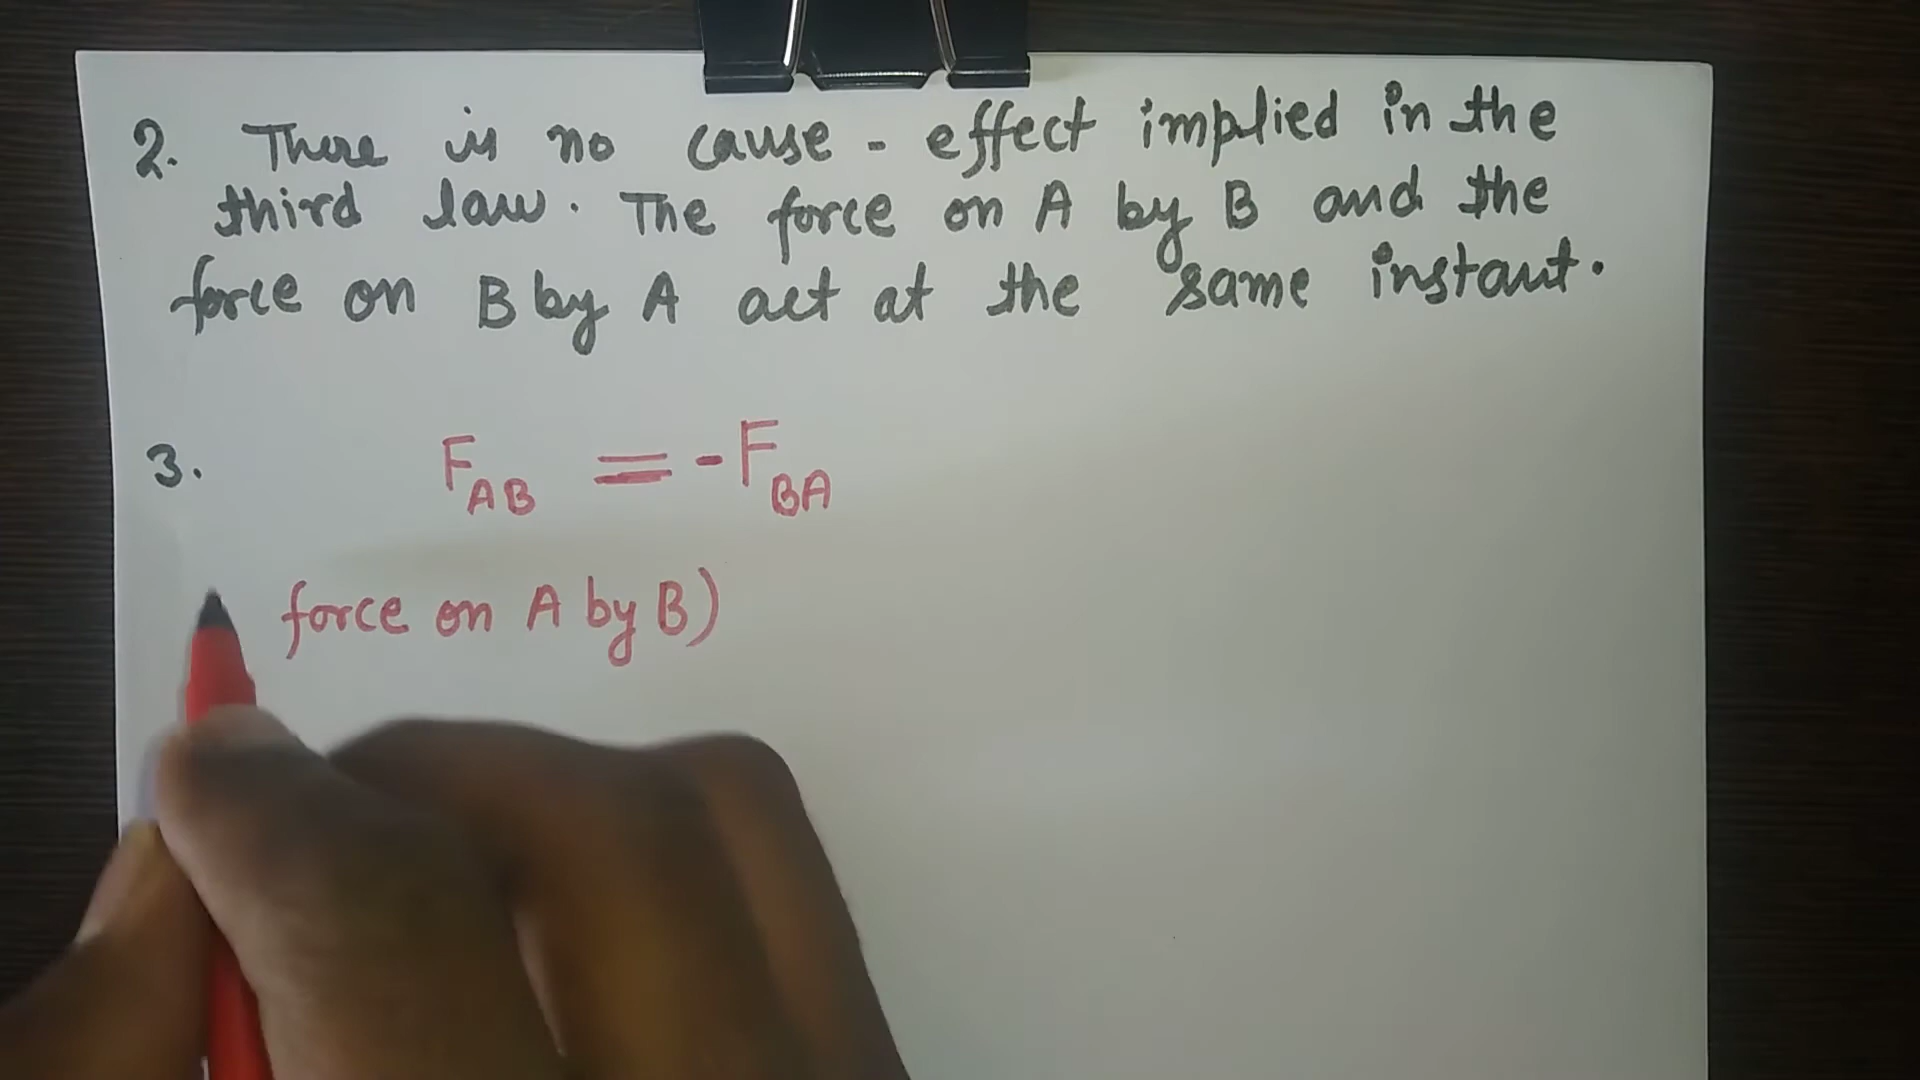 2. There is no cause - effect implied in the
third law. The force on A by B and the
force on B by A act at the same instant.
3. F_AB = -F_BA
force on A by B)